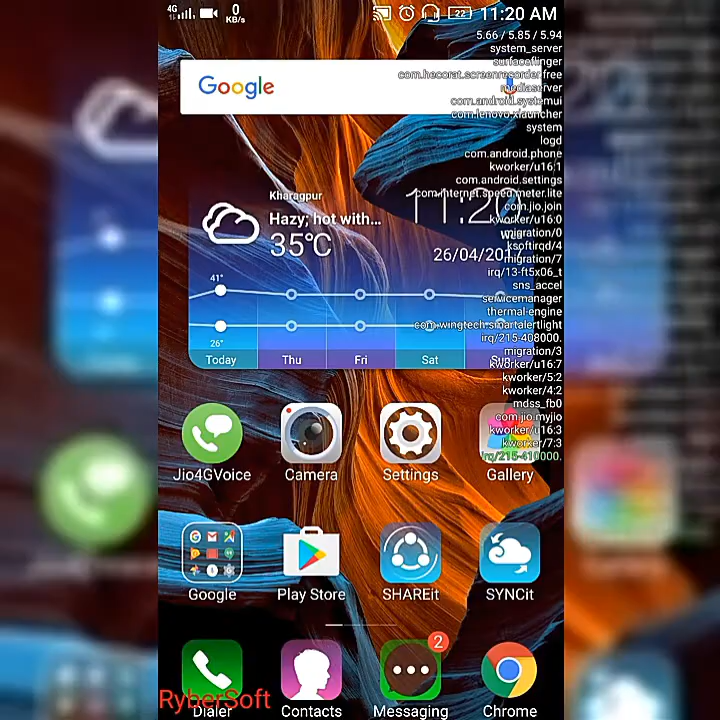 4G 0 KB/s 22 11:20 AM
5.66 / 5.85 / 5.94
system_server
surfaceflinger
Google
com.hecorat.screenrecorder.free
mediaserver
com.android.systemui
com.lenovo.xlauncher
system
logd
com.android.phone
kworker/u16:1
com.android.settings
Kharagpur
com.internet.speed.meter.lite
11:20
com.jio.join
Hazy; hot with...
kworker/u16:0
migration/0
35℃
ksoftirqd/4
26/04/20
migration/7
irq/13-ft5x06_t
41°
sns_accel
servicemanager
thermal-engine
com.wingtech.smartalertlight
irq/215-408000.
26°
migration/3
Today Thu Fri Sat Sun
kworker/u16:7
kworker/5:2
kworker/4:2
mdss_fb0
com.jio.myjio
kworker/u16:3
kworker/7:3
irq/215-410000.
Jio4GVoice Camera Settings Gallery
Google Play Store SHAREit SYNCit
2
RyberSoft
Dialer Contacts Messaging Chrome